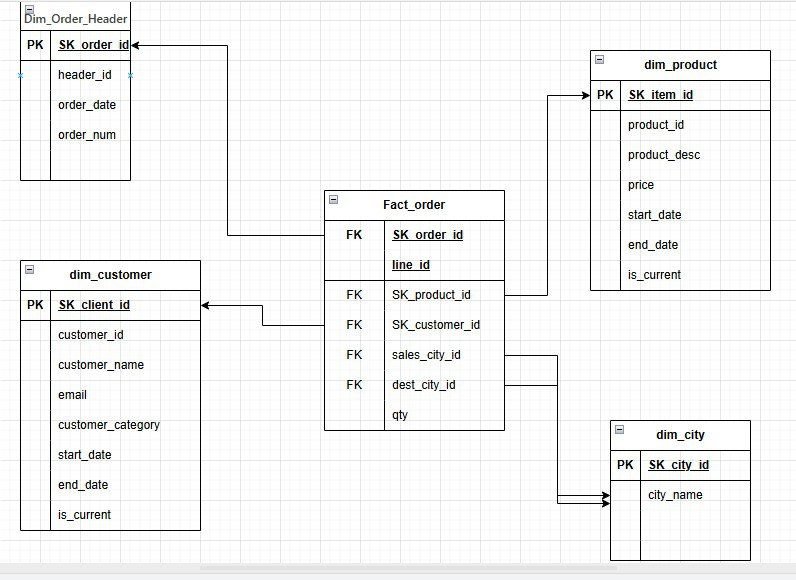 Dim_Order_Header
PK SK_order_id
header_id
order_date
order_num
dim_product
PK SK_item_id
product_id
product_desc
price
start_date
end_date
is_current
Fact_order
FK SK_order_id
line_id
FK SK_product_id
FK SK_customer_id
FK sales_city_id
FK dest_city_id
qty
dim_customer
PK SK_client_id
customer_id
customer_name
email
customer_category
start_date
end_date
is_current
dim_city
PK SK_city_id
city_name